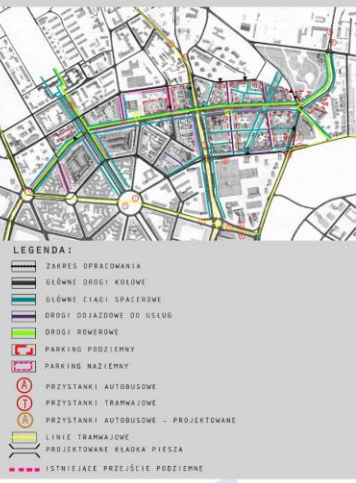 LEGENDA:
ZAKRES OPRACOWANIA
GŁÓWNE DROGI KOŁOWE
GŁÓWNE CIĄGI SPACEROWE
DROGI DOJAZDOWE DO USŁUG
DROGI ROWEROWE
PARKING PODZIEMNY
PARKING NAZIEMNY
A PRZYSTANKI AUTOBUSOWE
T PRZYSTANKI TRAMWAJOWE
A PRZYSTANKI AUTOBUSOWE - PROJEKTOWANE
LINIE TRAMWAJOWE
PROJEKTOWANE KŁADKA PIESZA
ISTNIEJĄCE PRZEJŚCIE PODZIEMNE